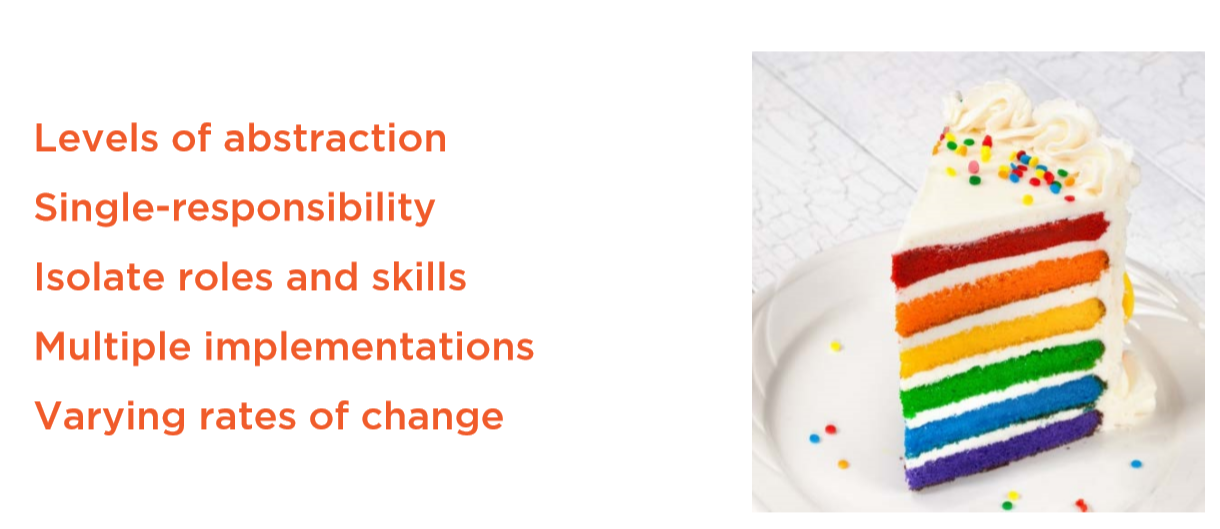 Levels of abstraction
Single-responsibility
Isolate roles and skills
Multiple implementations
Varying rates of change